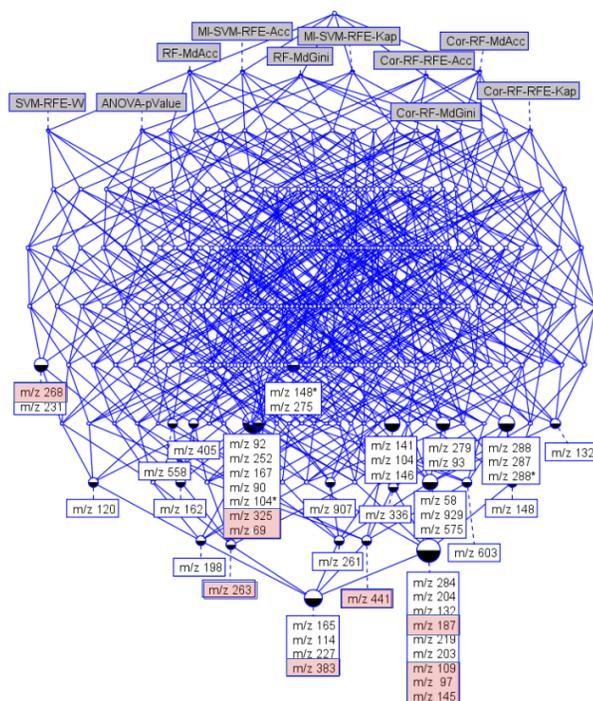 MI-SVM-RFE-Acc
MI-SVM-RFE-Kap
RF-MdAcc
RF-MdGini
Cor-RF-MdAcc
Cor-RF-RFE-Acc
SVM-RFE-W
ANOVA-pValue
Cor-RF-RFE-Kap
Cor-RF-MdGini
m/z 268
m/z 231
m/z 148*
m/z 275
m/z 405
m/z 558
m/z 92
m/z 252
m/z 167
m/z 90
m/z 104*
m/z 325
m/z 69
m/z 141
m/z 104
m/z 146
m/z 279
m/z 93
m/z 288
m/z 287
m/z 288*
m/z 132
m/z 120
m/z 162
m/z 907
m/z 336
m/z 58
m/z 929
m/z 575
m/z 148
m/z 198
m/z 263
m/z 261
m/z 441
m/z 603
m/z 165
m/z 114
m/z 227
m/z 383
m/z 284
m/z 204
m/z 132
m/z 187
m/z 219
m/z 203
m/z 109
m/z 97
m/z 145